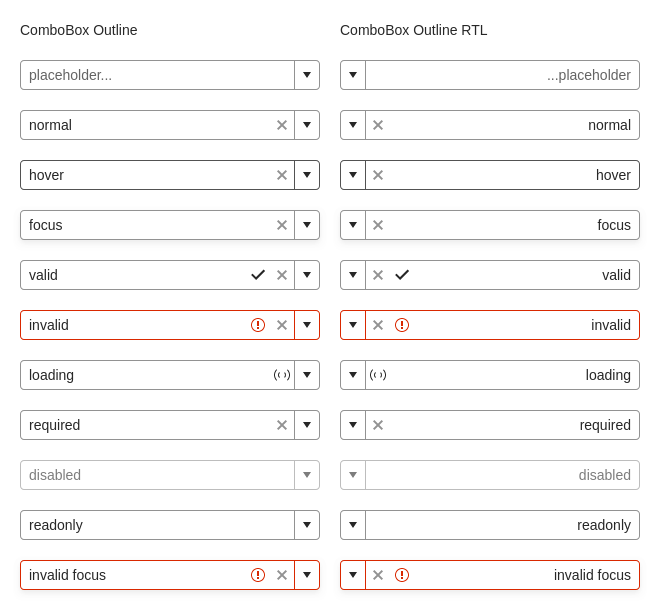 ComboBox Outline
placeholder...
normal
hover
focus
valid
invalid
loading
required
disabled
readonly
invalid focus
ComboBox Outline RTL
...placeholder
normal
hover
focus
valid
invalid
loading
required
disabled
readonly
invalid focus